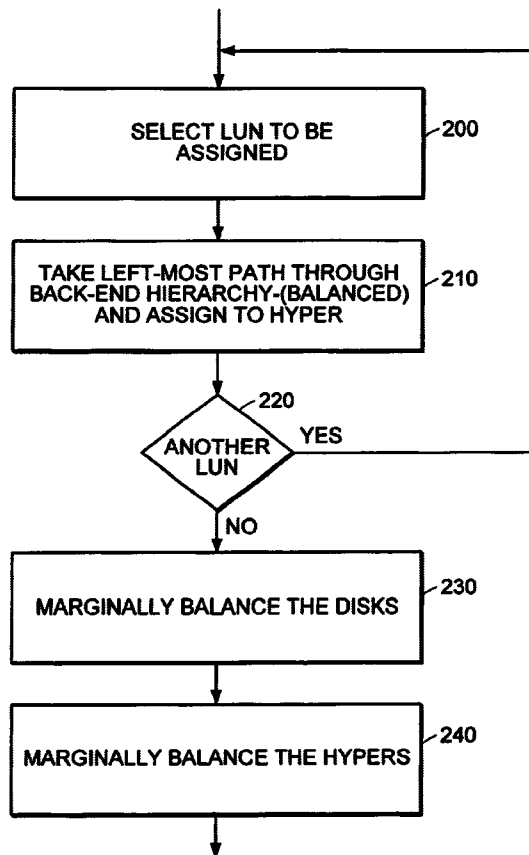 SELECT LUN TO BE
ASSIGNED
200
TAKE LEFT-MOST PATH THROUGH
BACK-END HIERARCHY-(BALANCED)
AND ASSIGN TO HYPER
210
220
ANOTHER
LUN
YES
NO
MARGINALLY BALANCE THE DISKS
230
MARGINALLY BALANCE THE HYPERS
240